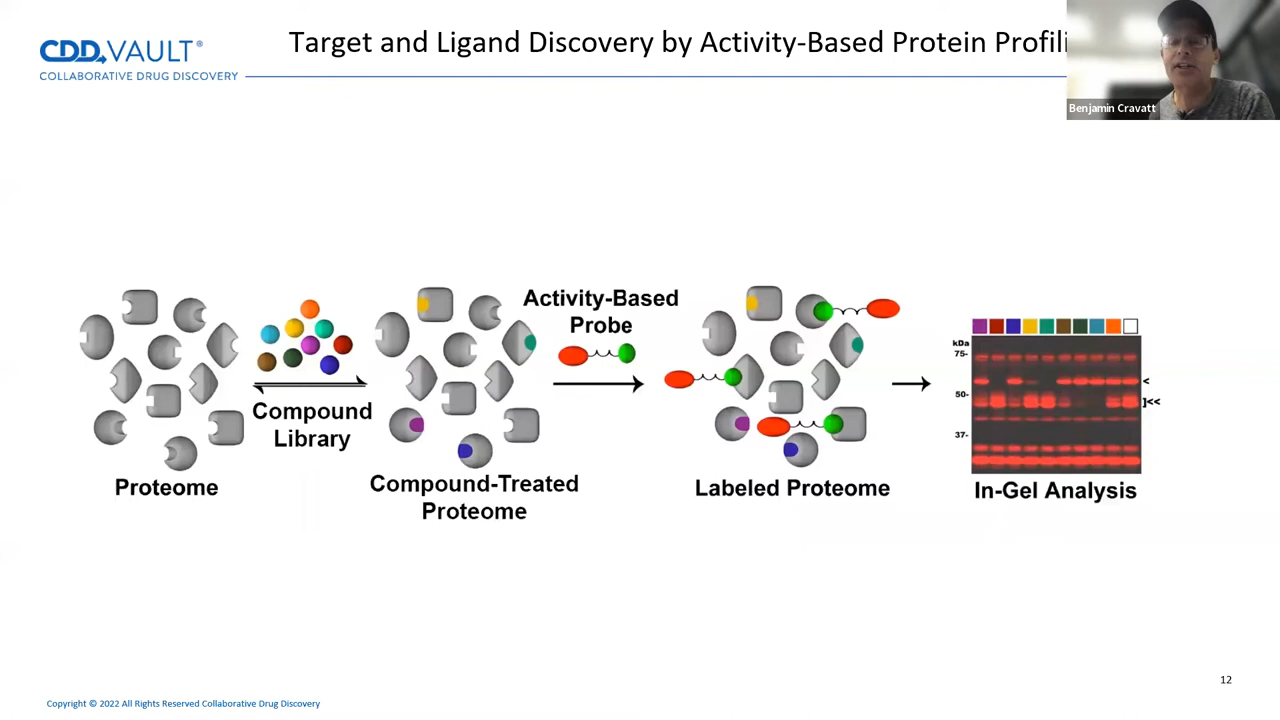 CDD VAULT®
COLLABORATIVE DRUG DISCOVERY
Target and Ligand Discovery by Activity-Based Protein Profili
Benjamin Cravatt
Proteome
Compound
Library
Compound-Treated
Proteome
Activity-Based
Probe
Labeled Proteome
kDa
75-
50-
37-
<
]<<
In-Gel Analysis
12
Copyright © 2022 All Rights Reserved Collaborative Drug Discovery